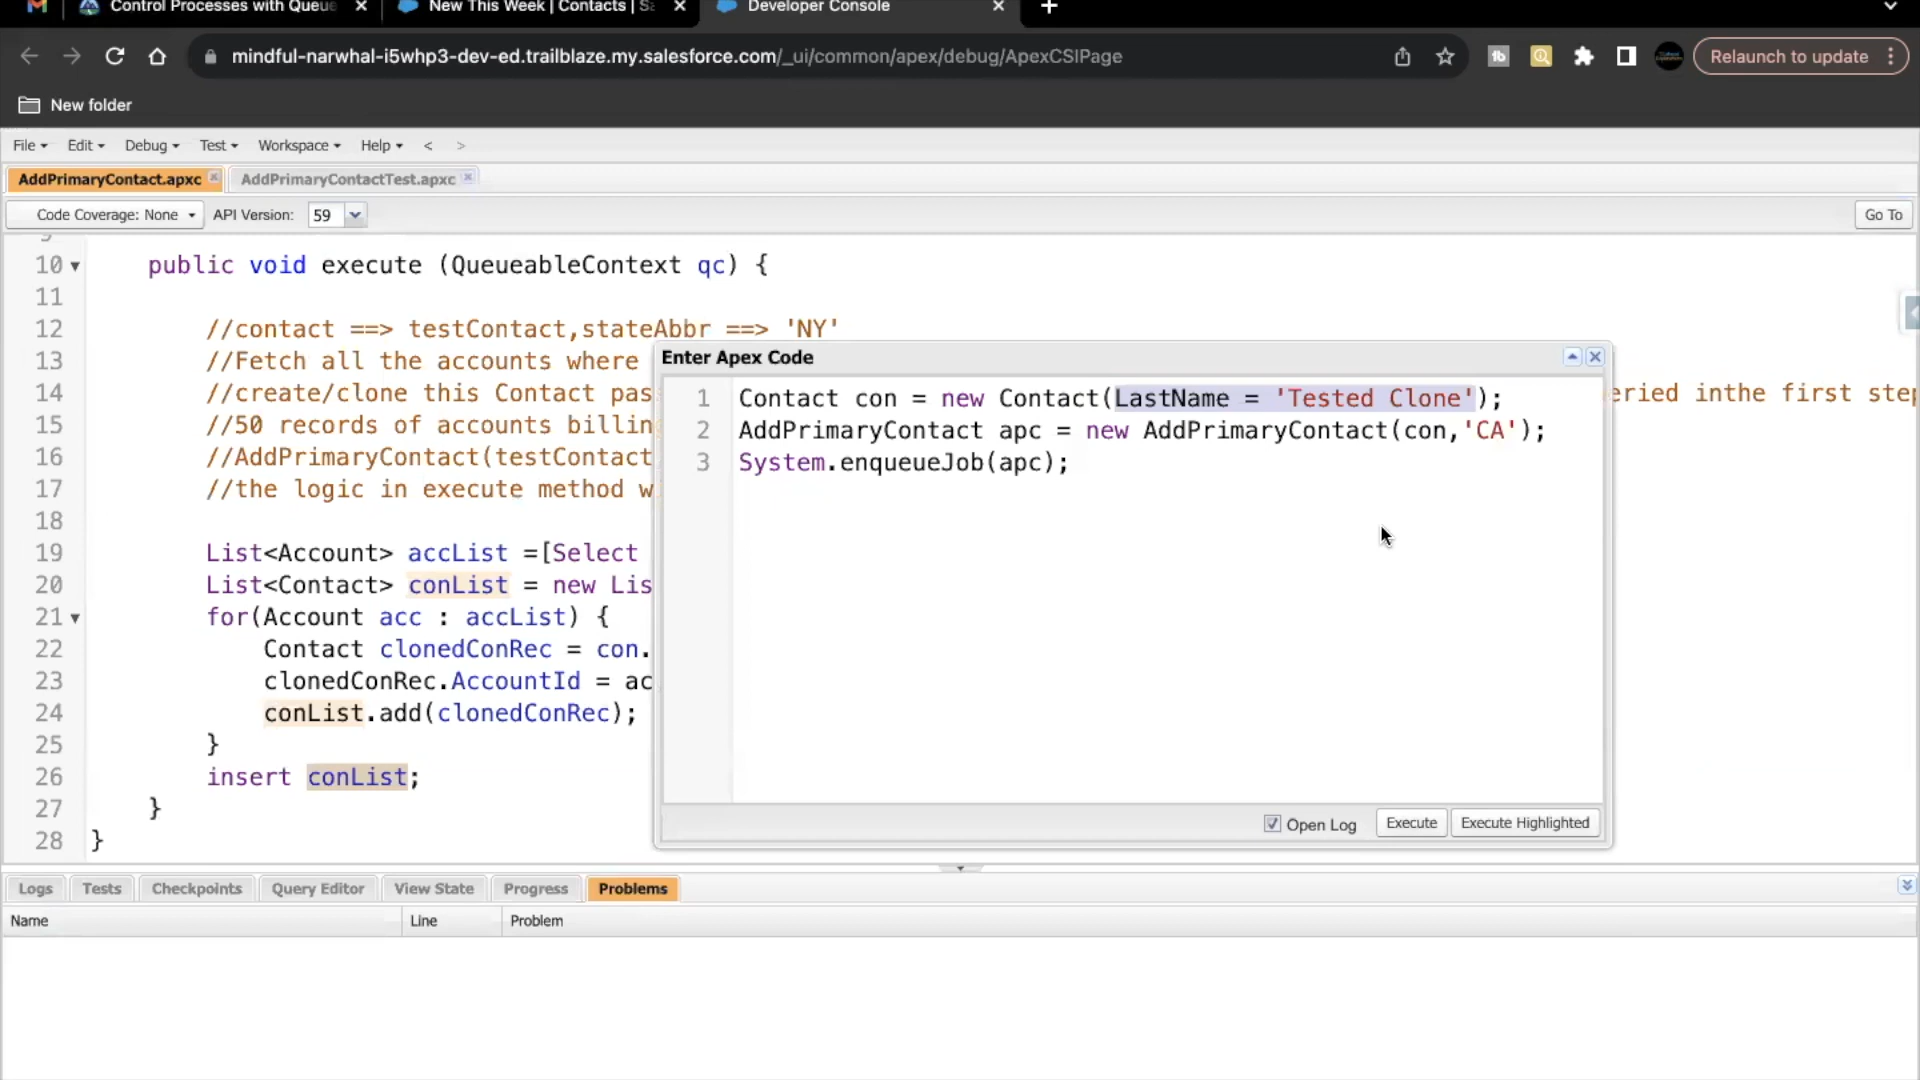 Control Processes with Queue
New This Week | Contacts | Sa
Developer Console
mindful-narwhal-i5whp3-dev-ed.trailblaze.my.salesforce.com/_ui/common/apex/debug/ApexCSIPage
Relaunch to update
New folder
File Edit Debug Test Workspace Help < >
AddPrimaryContact.apxc AddPrimaryContactTest.apxc
Code Coverage: None API Version: 59 Go To
9
10 public void execute (QueueableContext qc) {
11
12 //contact ==> testContact,stateAbbr ==> 'NY'
13 //Fetch all the accounts where
14 //create/clone this Contact pas eried inthe first step
15 //50 records of accounts billin
16 //AddPrimaryContact(testContact
17 //the logic in execute method w
18
19 List<Account> accList =[Select
20 List<Contact> conList = new Lis
21 for(Account acc : accList) {
22 Contact clonedConRec = con.
23 clonedConRec.AccountId = ac
24 conList.add(clonedConRec);
25 }
26 insert conList;
27 }
28 }
Enter Apex Code
1 Contact con = new Contact(LastName = 'Tested Clone');
2 AddPrimaryContact apc = new AddPrimaryContact(con,'CA');
3 System.enqueueJob(apc);
Open Log Execute Execute Highlighted
Logs Tests Checkpoints Query Editor View State Progress Problems
Name Line Problem